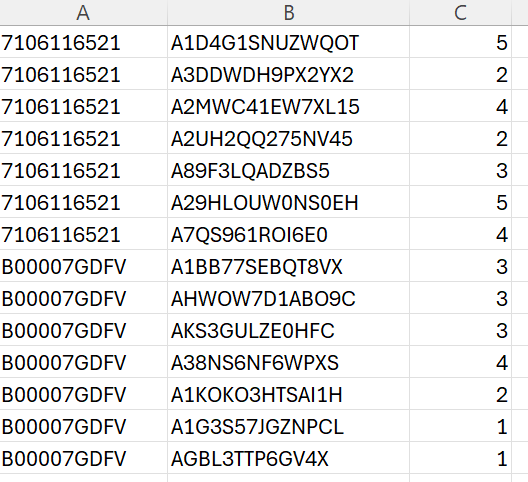 A B C
7106116521 A1D4G1SNUZWQOT 5
7106116521 A3DDWDH9PX2YX2 2
7106116521 A2MWC41EW7XL15 4
7106116521 A2UH2QQ275NV45 2
7106116521 A89F3LQADZBS5 3
7106116521 A29HLOUW0NS0EH 5
7106116521 A7QS961ROI6E0 4
B00007GDFV A1BB77SEBQT8VX 3
B00007GDFV AHWOW7D1ABO9C 3
B00007GDFV AKS3GULZE0HFC 3
B00007GDFV A38NS6NF6WPXS 4
B00007GDFV A1KOKO3HTSAI1H 2
B00007GDFV A1G3S57JGZNPCL 1
B00007GDFV AGBL3TTP6GV4X 1